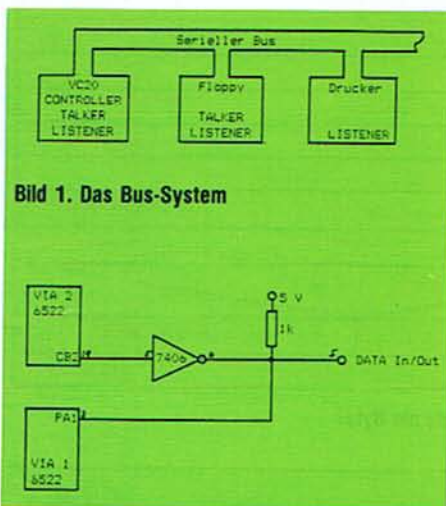 Serieller Bus
VC20
CONTROLLER
TALKER
LISTENER
Floppy
TALKER
LISTENER
Drucker
LISTENER
Bild 1. Das Bus-System
VIA 2
6522
CB2
7406
5 V
1k
DATA In/Out
PA1
VIA 1
6522